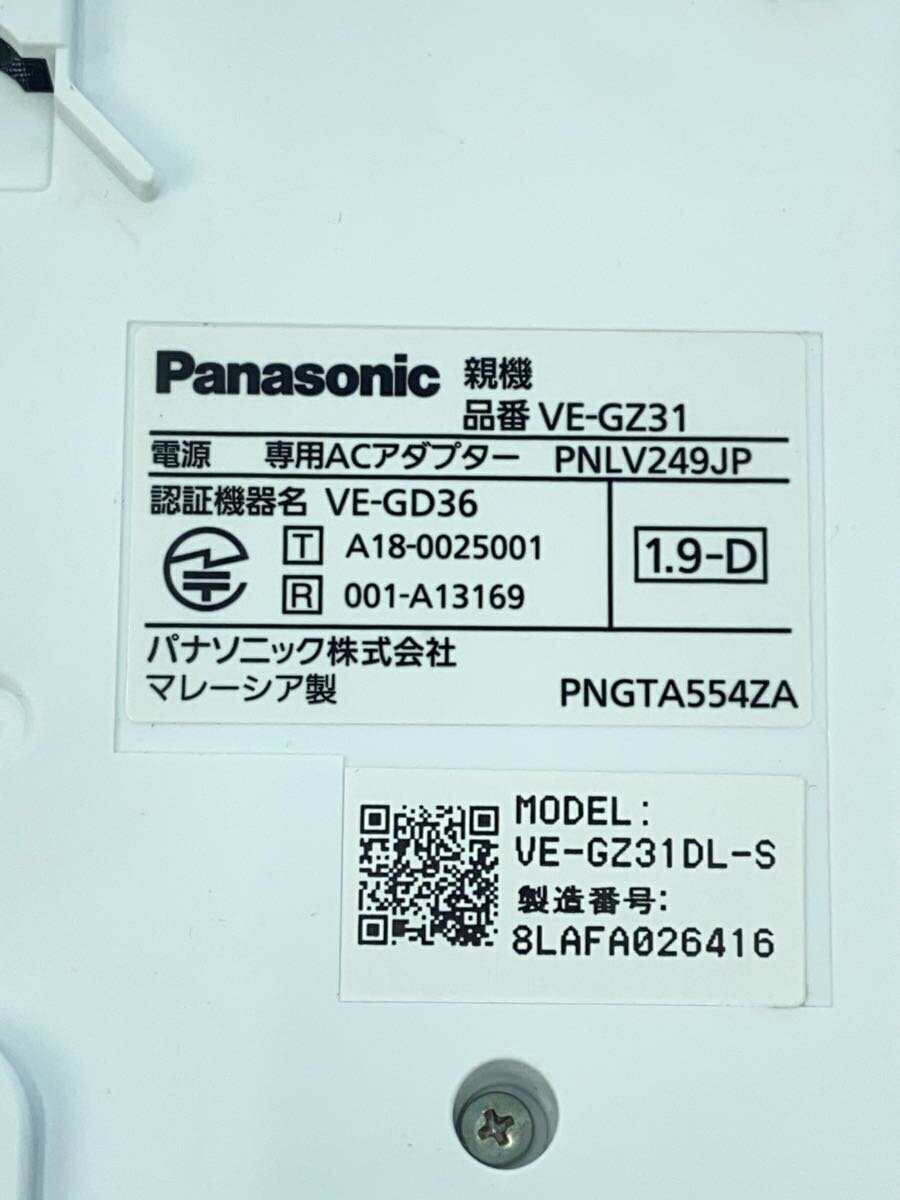 Panasonic 親機
品番 VE-GZ31
電源 専用ACアダプター PNLV249JP
認証機器名 VE-GD36
T A18-0025001
R 001-A13169
1.9-D
パナソニック株式会社
マレーシア製 PNGTA554ZA
MODEL:
VE-GZ31DL-S
製造番号:
8LAFA026416